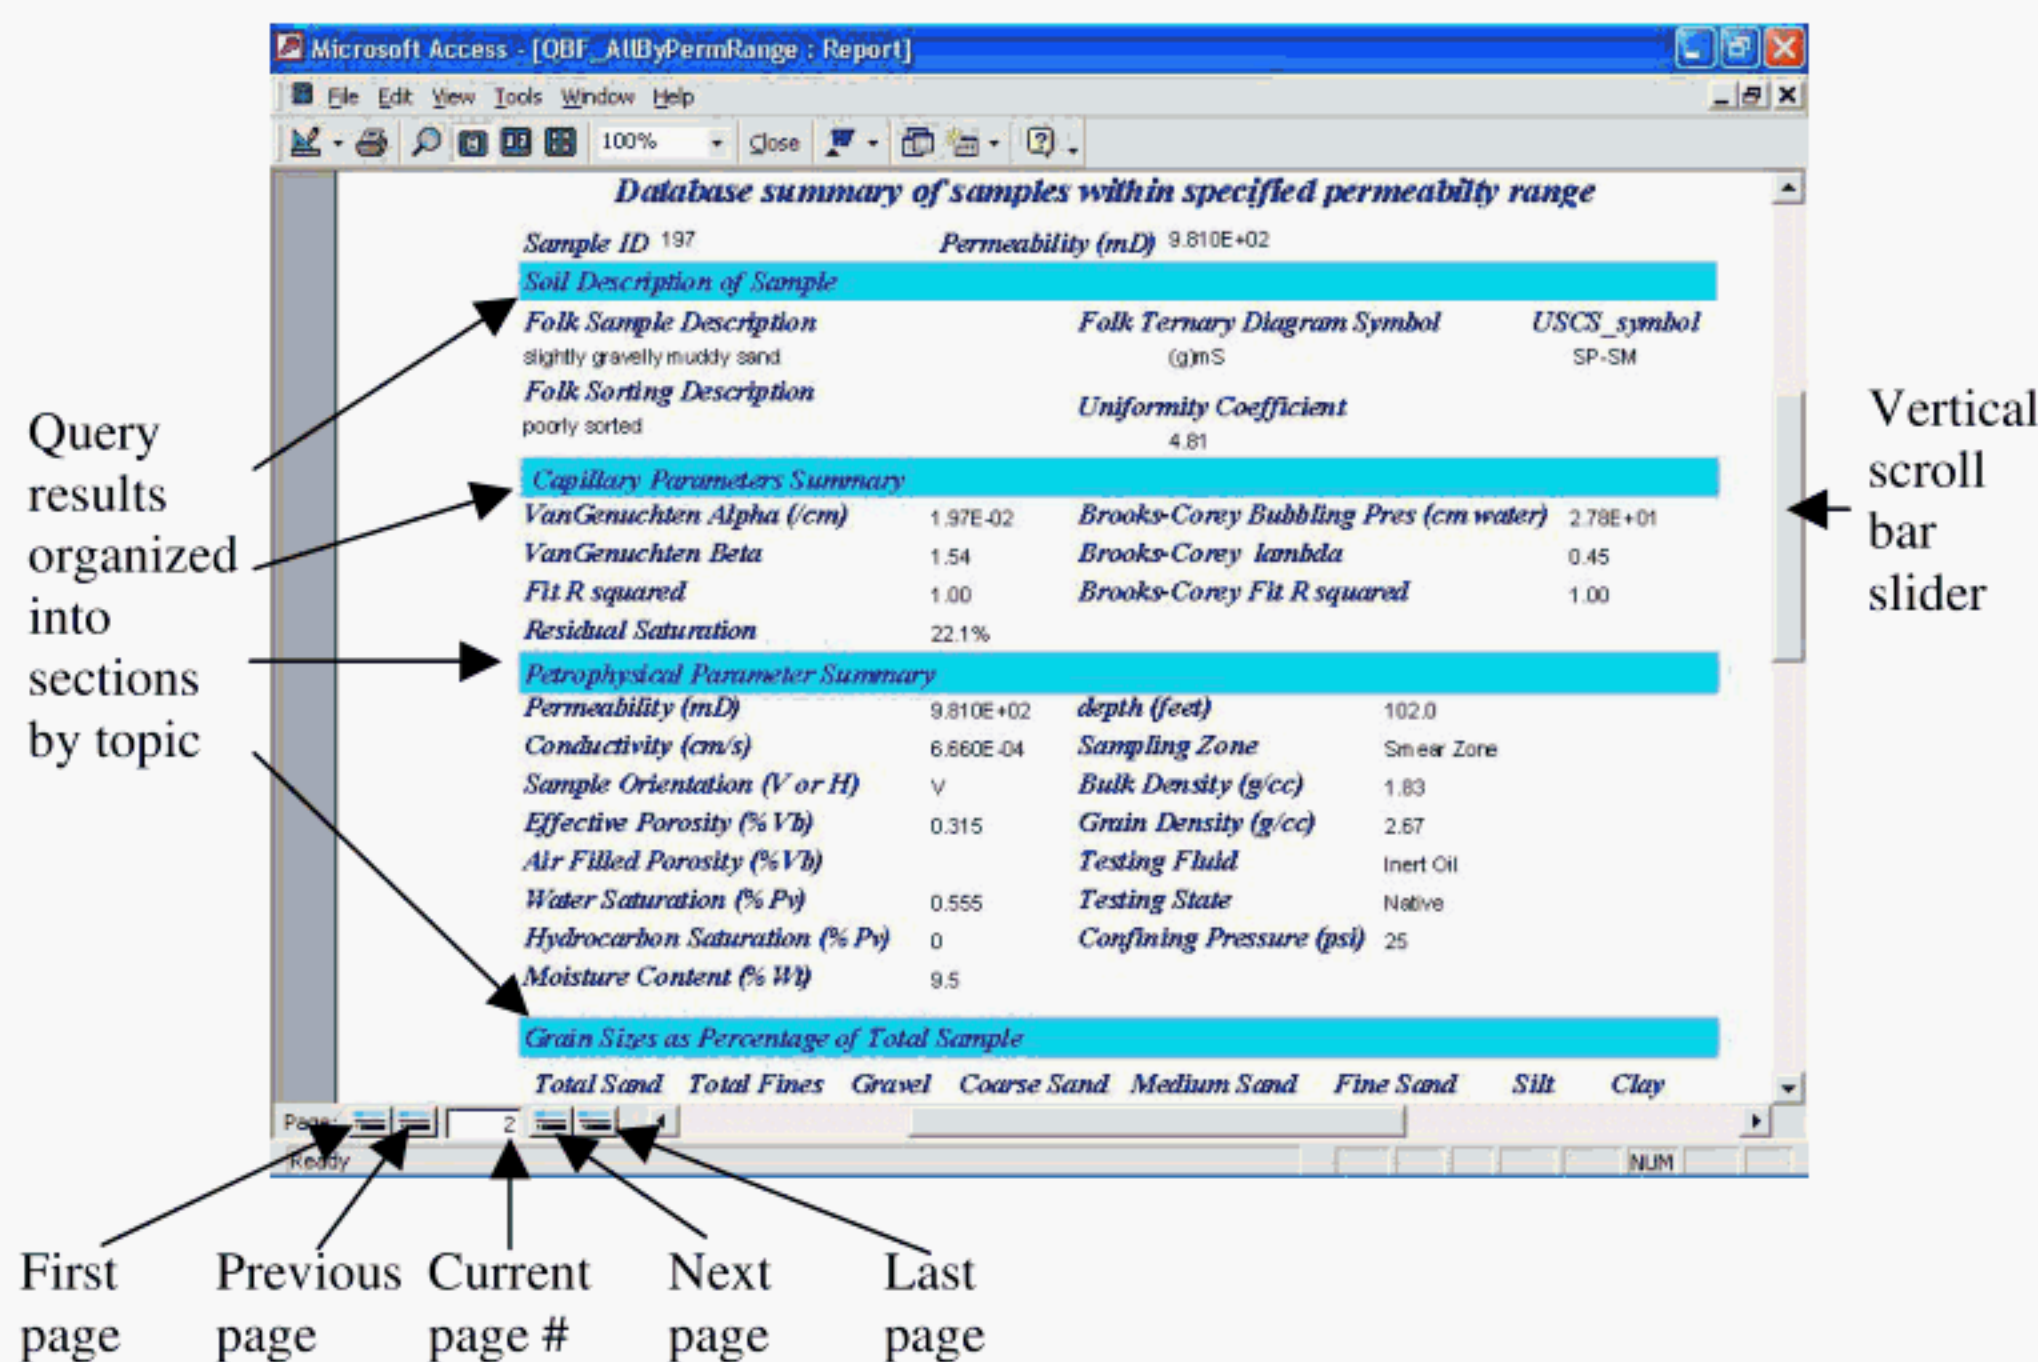 Microsoft Access - [QBF_AllByPermRange : Report]
File Edit View Tools Window Help
100% Close
Database summary of samples within specified permeabilty range
Sample ID 197 Permeability (mD) 9.810E+02
Soil Description of Sample
Folk Sample Description Folk Ternary Diagram Symbol USCS_symbol
slightly gravelly muddy sand (g)mS SP-SM
Folk Sorting Description Uniformity Coefficient
poorly sorted 4.81
Capillary Parameters Summary
VanGenuchten Alpha (/cm) 1.97E-02 Brooks-Corey Bubbling Pres (cm water) 2.78E+01
VanGenuchten Beta 1.54 Brooks-Corey lambda 0.45
Fit R squared 1.00 Brooks-Corey Fit R squared 1.00
Residual Saturation 22.1%
Petrophysical Parameter Summary
Permeability (mD) 9.810E+02 depth (feet) 102.0
Conductivity (cm/s) 6.660E-04 Sampling Zone Smear Zone
Sample Orientation (V or H) V Bulk Density (g/cc) 1.83
Effective Porosity (% Vb) 0.315 Grain Density (g/cc) 2.67
Air Filled Porosity (%Vb) Testing Fluid Inert Oil
Water Saturation (% Pv) 0.555 Testing State Native
Hydrocarbon Saturation (% Pv) 0 Confining Pressure (psi) 25
Moisture Content (% Wt) 9.5
Grain Sizes as Percentage of Total Sample
Total Sand Total Fines Gravel Coarse Sand Medium Sand Fine Sand Silt Clay
Page: 2
Ready NUM
Query
results
organized
into
sections
by topic
Vertical
scroll
bar
slider
First
page
Previous
page
Current
page #
Next
page
Last
page